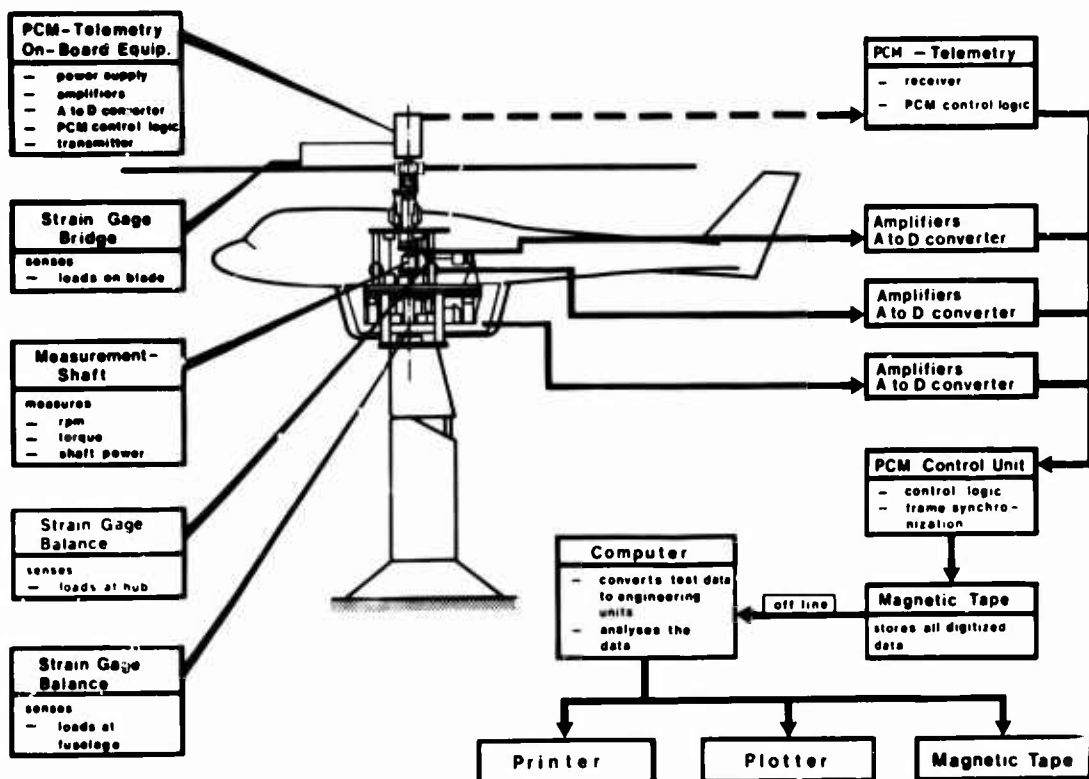 PCM-Telemetry
On-Board Equip.
- power supply
- amplifiers
- A to D converter
- PCM control logic
- transmitter
Strain Gage
Bridge
senses
- loads on blade
Measurement-
Shaft
measures
- rpm
- torque
- shaft power
Strain Gage
Balance
senses
- loads at hub
Strain Gage
Balance
senses
- loads at
fuselage
PCM - Telemetry
- receiver
- PCM control logic
Amplifiers
A to D converter
Amplifiers
A to D converter
Amplifiers
A to D converter
PCM Control Unit
- control logic
- frame synchro-
nization
Magnetic Tape
stores all digitized
data
off line
Computer
- converts test data
to engineering
units
- analyses the
data
Printer
Plotter
Magnetic Tape